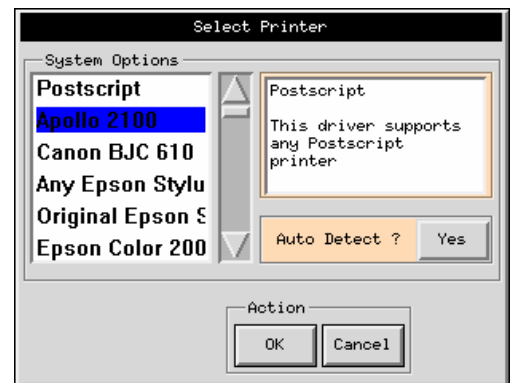 Select Printer
System Options
Postscript
Apollo 2100
Canon BJC 610
Any Epson Stylu
Original Epson S
Epson Color 200
Postscript
This driver supports
any Postscript
printer
Auto Detect ? Yes
Action
OK Cancel